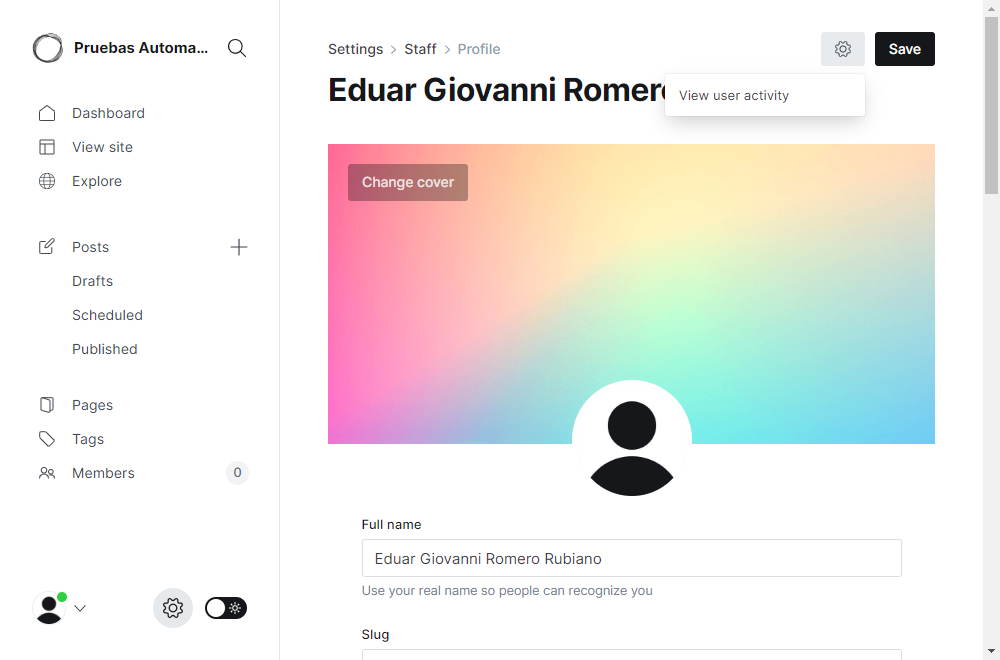 Pruebas Automa...
Dashboard
View site
Explore
Posts
Drafts
Scheduled
Published
Pages
Tags
Members
0
Settings > Staff > Profile
Save
Eduar Giovanni Romero
View user activity
Change cover
Full name
Eduar Giovanni Romero Rubiano
Use your real name so people can recognize you
Slug